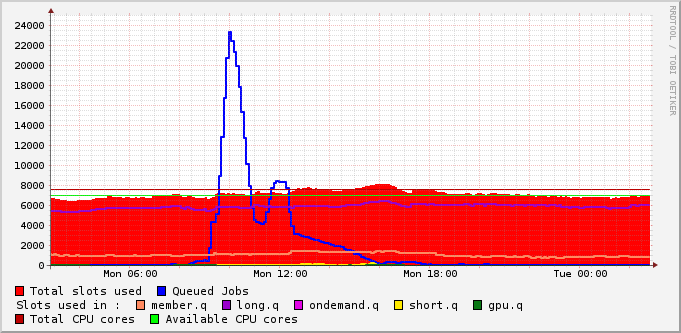 RRDTOOL / TOBI OETIKER
24000
22000
20000
18000
16000
14000
12000
10000
8000
6000
4000
2000
0
Mon 06:00 Mon 12:00 Mon 18:00 Tue 00:00
Total slots used Queued Jobs
Slots used in : member.q long.q ondemand.q short.q gpu.q
Total CPU cores Available CPU cores